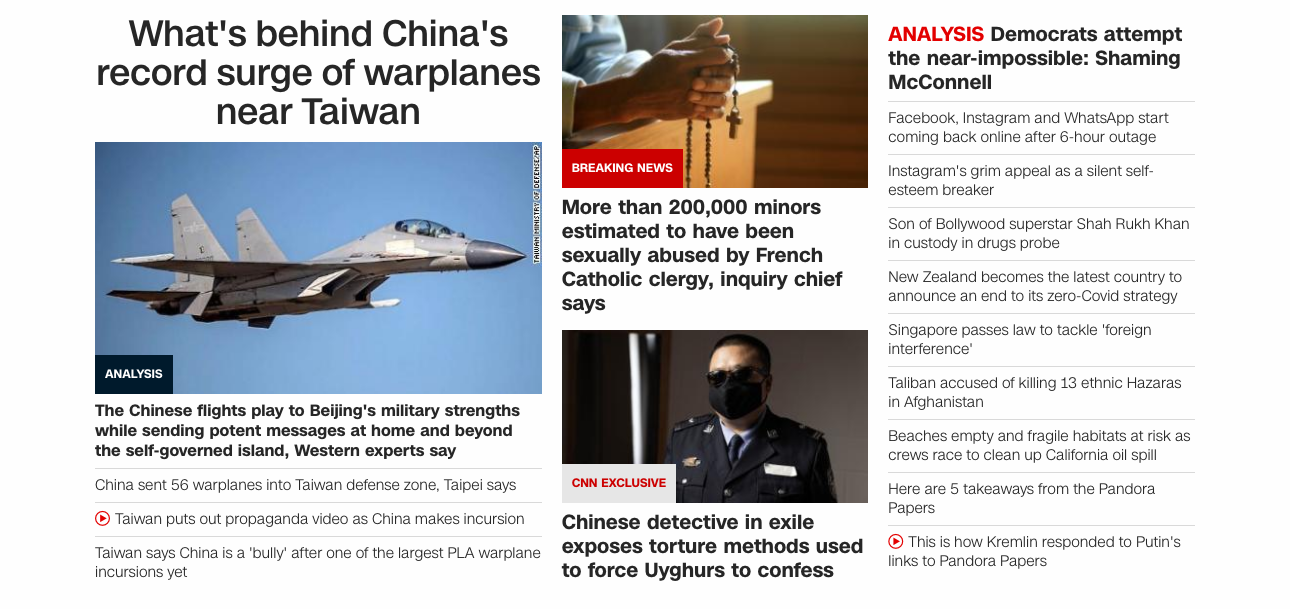 What's behind China's
record surge of warplanes
near Taiwan
TAIWAN MINISTRY OF DEFENSE/AP
ANALYSIS
The Chinese flights play to Beijing's military strengths
while sending potent messages at home and beyond
the self-governed island, Western experts say
China sent 56 warplanes into Taiwan defense zone, Taipei says
Taiwan puts out propaganda video as China makes incursion
Taiwan says China is a 'bully' after one of the largest PLA warplane
incursions yet
BREAKING NEWS
More than 200,000 minors
estimated to have been
sexually abused by French
Catholic clergy, inquiry chief
says
CNN EXCLUSIVE
Chinese detective in exile
exposes torture methods used
to force Uyghurs to confess
ANALYSIS Democrats attempt
the near-impossible: Shaming
McConnell
Facebook, Instagram and WhatsApp start
coming back online after 6-hour outage
Instagram's grim appeal as a silent self-
esteem breaker
Son of Bollywood superstar Shah Rukh Khan
in custody in drugs probe
New Zealand becomes the latest country to
announce an end to its zero-Covid strategy
Singapore passes law to tackle 'foreign
interference'
Taliban accused of killing 13 ethnic Hazaras
in Afghanistan
Beaches empty and fragile habitats at risk as
crews race to clean up California oil spill
Here are 5 takeaways from the Pandora
Papers
This is how Kremlin responded to Putin's
links to Pandora Papers